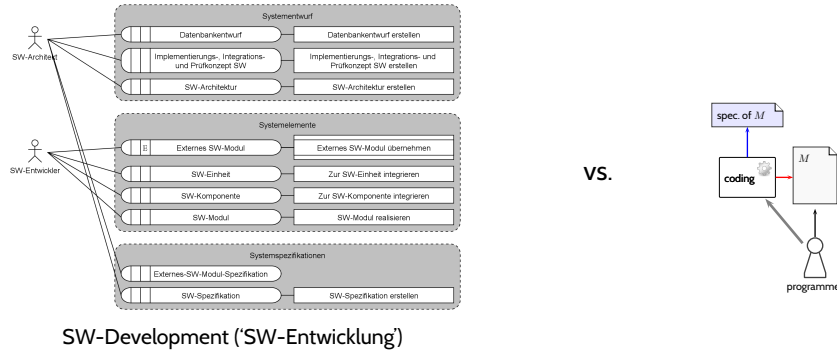 Systementwurf
SW-Architekt
Datenbankentwurf
Datenbankentwurf erstellen
Implementierungs-, Integrations-
und Prüfkonzept SW
Implementierungs-, Integrations- und
Prüfkonzept SW erstellen
SW-Architektur
SW-Architektur erstellen
Systemelemente
SW-Entwickler
E
Externes SW-Modul
Externes SW-Modul übernehmen
SW-Einheit
Zur SW-Einheit integrieren
SW-Komponente
Zur SW-Komponente integrieren
SW-Modul
SW-Modul realisieren
Systemspezifikationen
Externes-SW-Modul-Spezifikation
SW-Spezifikation
SW-Spezifikation erstellen
SW-Development (‘SW-Entwicklung’)
vs.
spec. of M
coding
M
programme